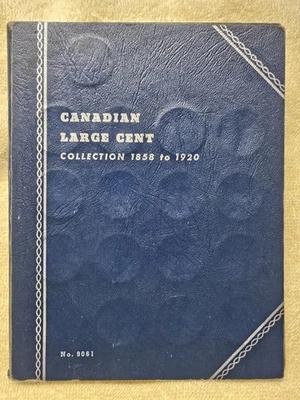 CANADIAN
LARGE CENT
COLLECTION 1858 to 1920
No. 9061